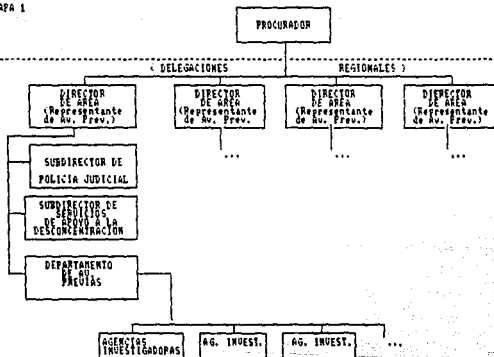 APA 1
PROCURADOR
( DELEGACIONES REGIONALES )
DIRECTOR
DE AREA
(Representante
de Av. Prev.)
DIRECTOR
DE AREA
(Representante
de Av. Prev.)
DIRECTOR
DE AREA
(Representante
de Av. Prev.)
DIRECTOR
DE AREA
(Representante
de Av. Prev.)
...
...
...
SUBDIRECTOR DE
POLICIA JUDICIAL
SUBDIRECTOR DE
SERVICIOS
DE APOYO A LA
DESCONCENTRACION
DEPARTAMENTO
DE AV.
PREVIAS
AGENCIAS
INVESTIGADORAS
AG. INVEST.
AG. INVEST.
...